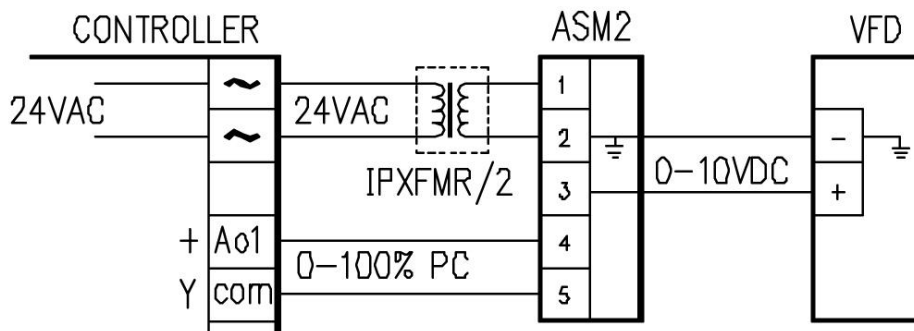 CONTROLLER ASM2 VFD
~ 1
24VAC 24VAC
~ 2 -
IPXFMR/2 3 0-10VDC +
+ Ao1 4
0-100% PC
Y com 5